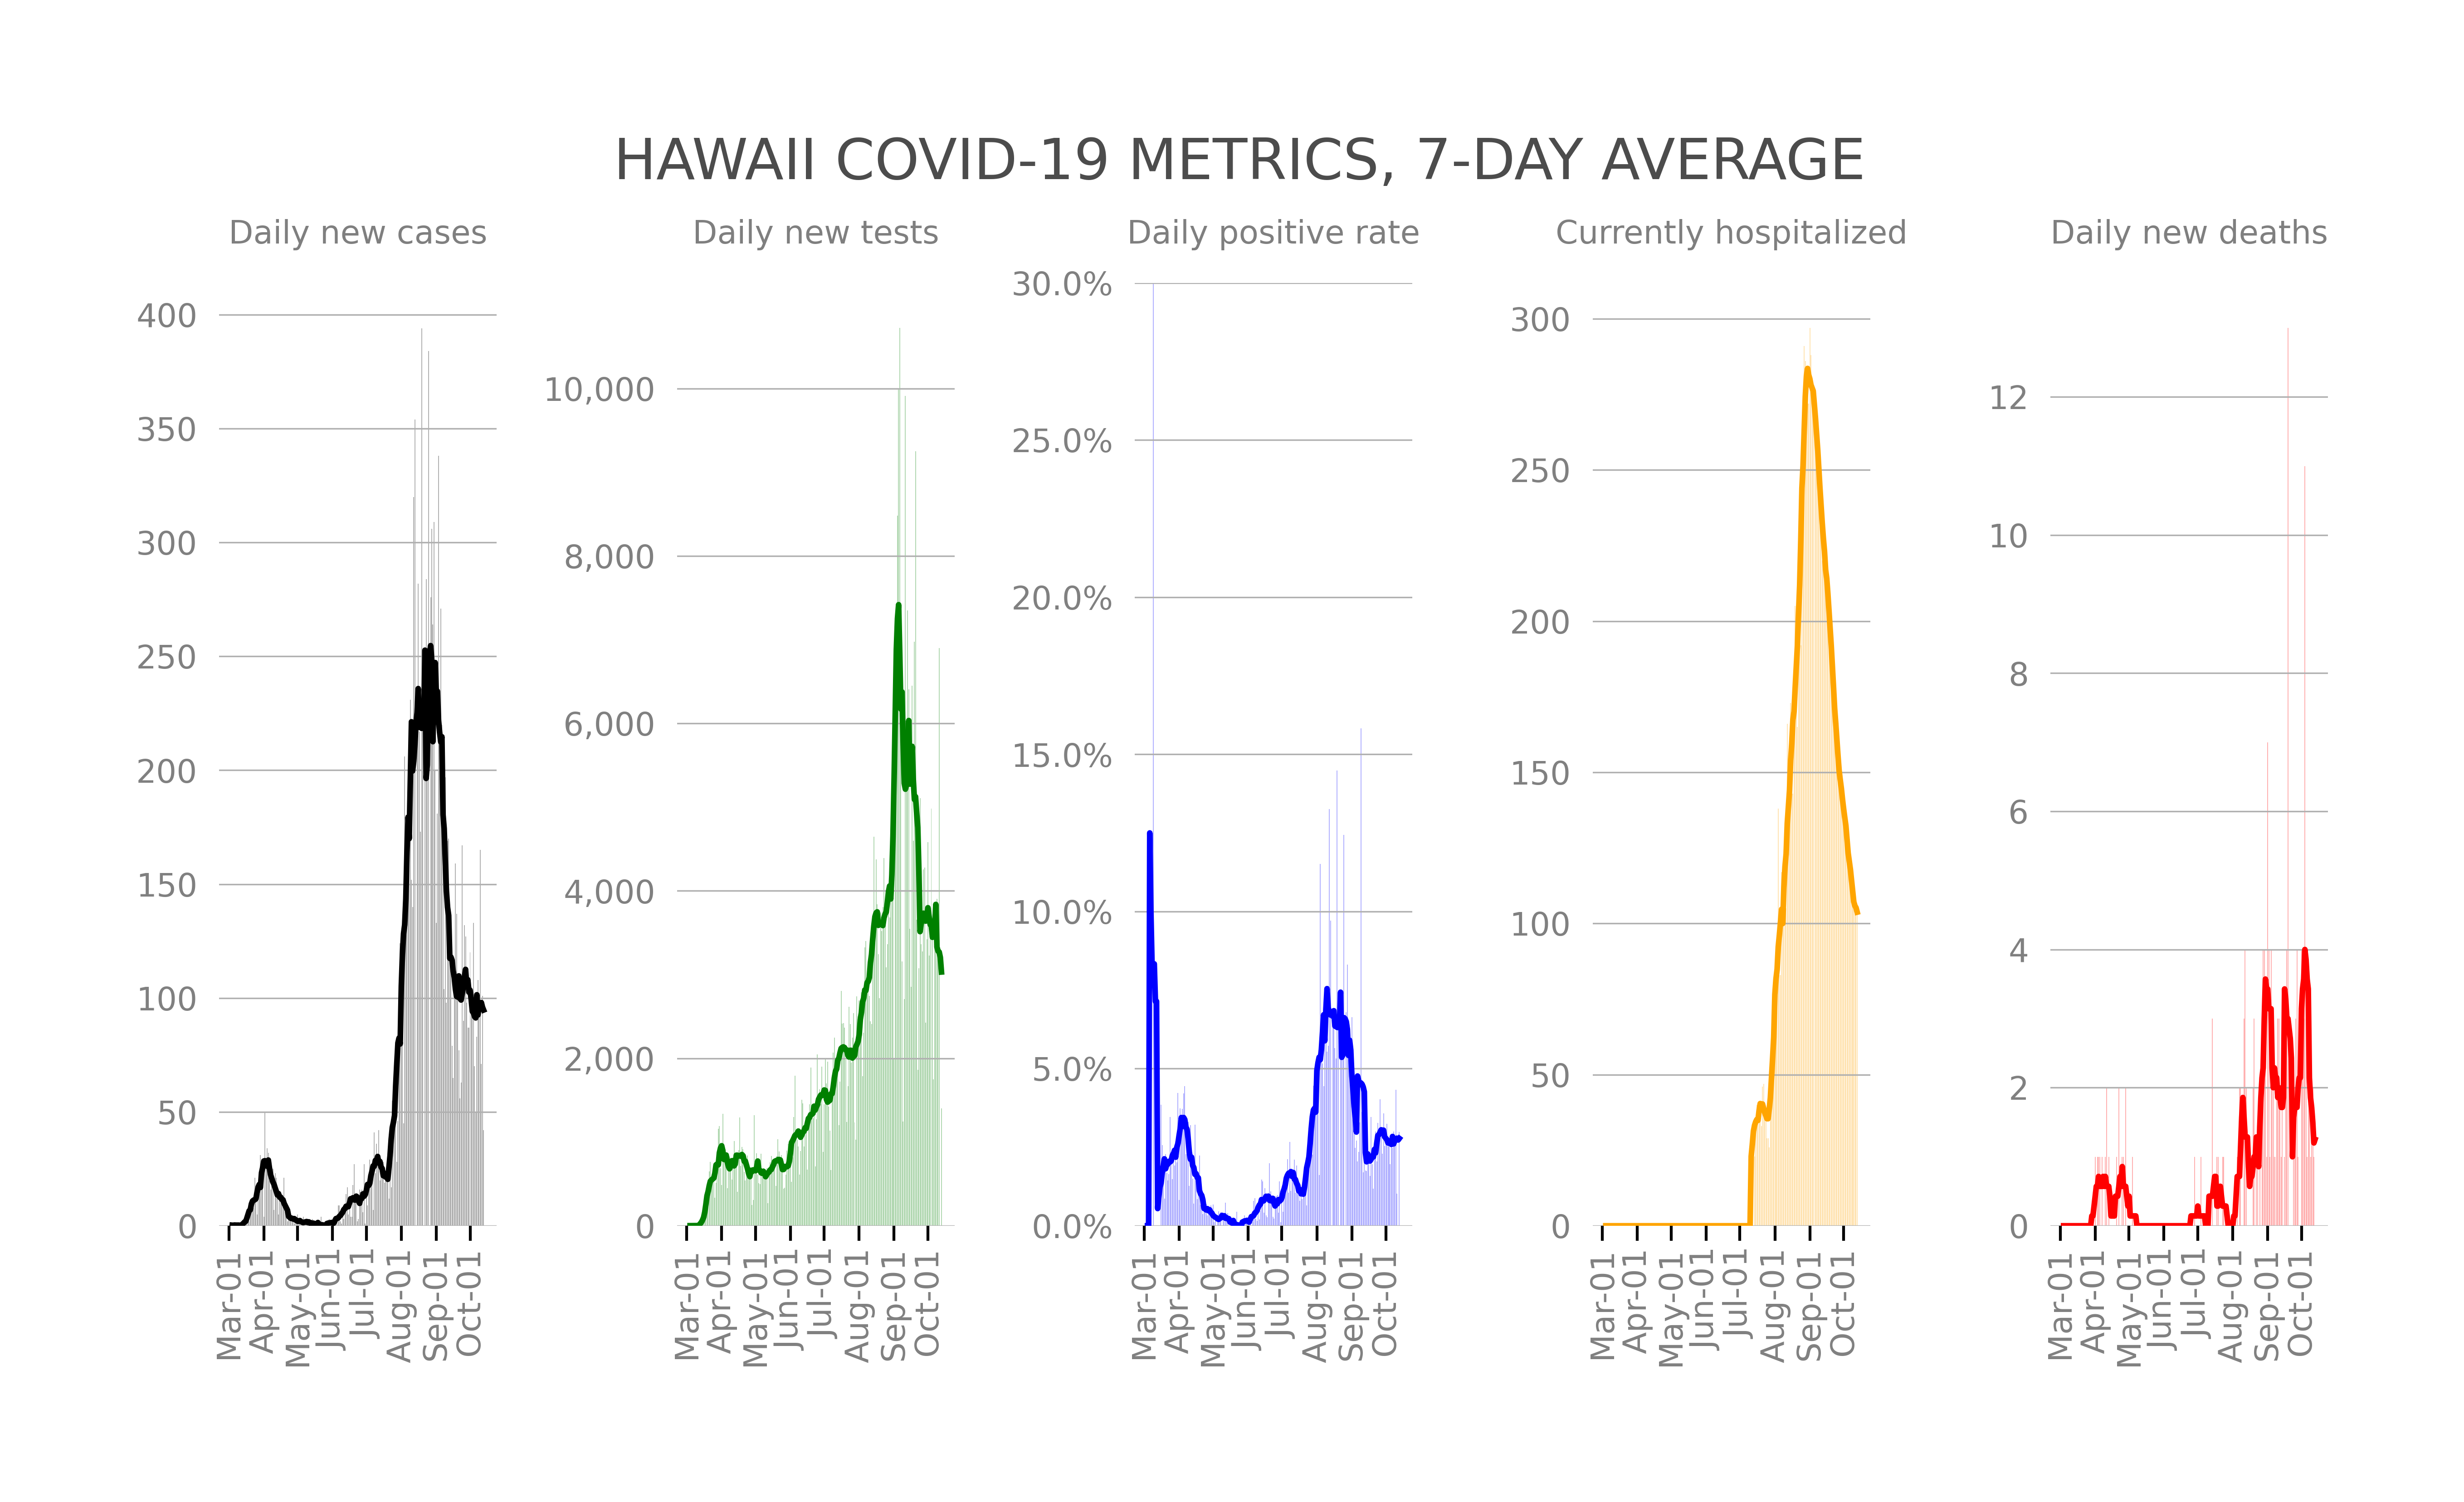 HAWAII COVID-19 METRICS, 7-DAY AVERAGE
Daily new cases
400
350
300
250
200
150
100
50
0
Mar-01
Apr-01
May-01
Jun-01
Jul-01
Aug-01
Sep-01
Oct-01
Daily new tests
10,000
8,000
6,000
4,000
2,000
0
Mar-01
Apr-01
May-01
Jun-01
Jul-01
Aug-01
Sep-01
Oct-01
Daily positive rate
30.0%
25.0%
20.0%
15.0%
10.0%
5.0%
0.0%
Mar-01
Apr-01
May-01
Jun-01
Jul-01
Aug-01
Sep-01
Oct-01
Currently hospitalized
300
250
200
150
100
50
0
Mar-01
Apr-01
May-01
Jun-01
Jul-01
Aug-01
Sep-01
Oct-01
Daily new deaths
12
10
8
6
4
2
0
Mar-01
Apr-01
May-01
Jun-01
Jul-01
Aug-01
Sep-01
Oct-01